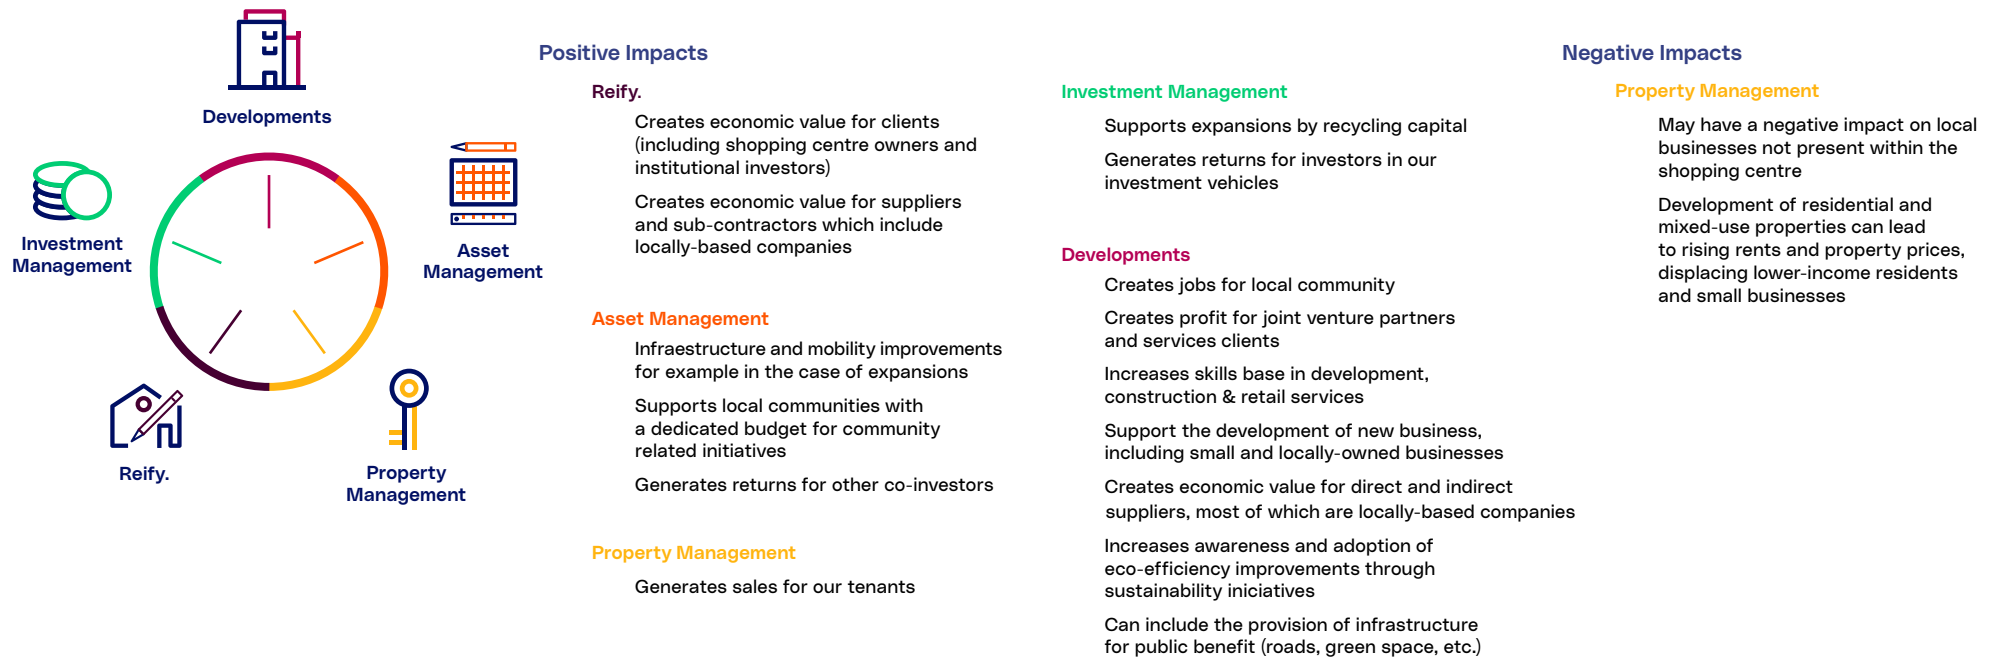 Developments
Investment
Management
Asset
Management
Reify.
Property
Management
Positive Impacts
Reify.
Creates economic value for clients
(including shopping centre owners and
institutional investors)
Creates economic value for suppliers
and sub-contractors which include
locally-based companies
Asset Management
Infraestructure and mobility improvements
for example in the case of expansions
Supports local communities with
a dedicated budget for community
related initiatives
Generates returns for other co-investors
Property Management
Generates sales for our tenants
Investment Management
Supports expansions by recycling capital
Generates returns for investors in our
investment vehicles
Developments
Creates jobs for local community
Creates profit for joint venture partners
and services clients
Increases skills base in development,
construction & retail services
Support the development of new business,
including small and locally-owned businesses
Creates economic value for direct and indirect
suppliers, most of which are locally-based companies
Increases awareness and adoption of
eco-efficiency improvements through
sustainability iniciatives
Can include the provision of infrastructure
for public benefit (roads, green space, etc.)
Negative Impacts
Property Management
May have a negative impact on local
businesses not present within the
shopping centre
Development of residential and
mixed-use properties can lead
to rising rents and property prices,
displacing lower-income residents
and small businesses